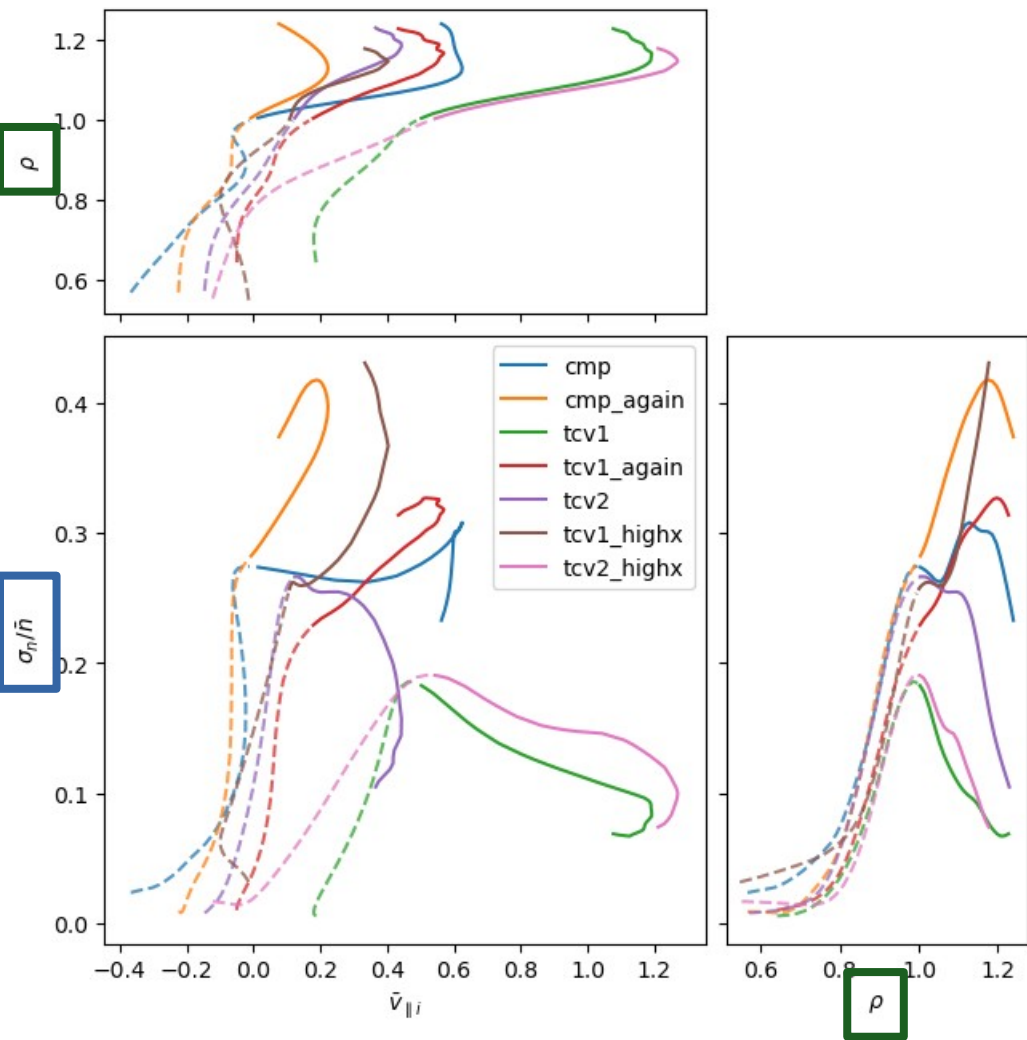 1.2
1.0
ρ
0.8
0.6
cmp
cmp_again
tcv1
tcv1_again
tcv2
tcv1_highx
tcv2_highx
0.4
0.3
σₙ/n̄
0.2
0.1
0.0
−0.4 −0.2 0.0 0.2 0.4 0.6 0.8 1.0 1.2
0.6 0.8 1.0 1.2
v̄∥ i
ρ